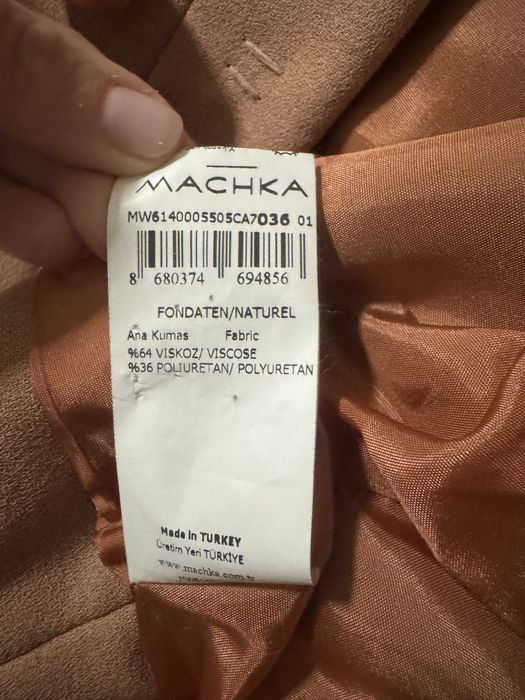 MACHKA
MW6140005505CA7036 01
8 680374 694856
FONDATEN/NATUREL
Ana Kumas Fabric
%64 VISKOZ/ VISCOSE
%36 POLIURETAN/ POLYURETAN
Made in TURKEY
Üretim Yeri TÜRKİYE
www.machka.com.tr